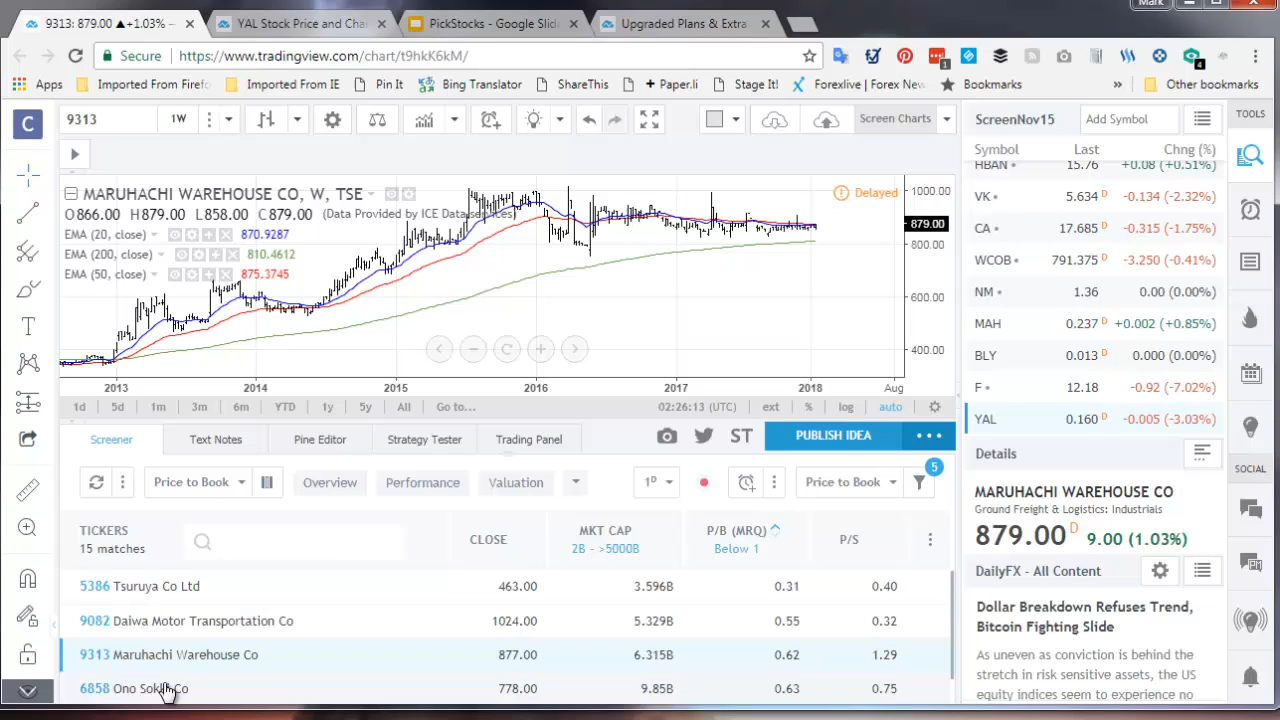 Mark
9313: 879.00 ▲+1.03% –
YAL Stock Price and Cha
PickStocks - Google Slid
Upgraded Plans & Extra
Secure
https://www.tradingview.com/chart/t9hkK6kM/
1
4
Apps
Imported From Firefo
Imported From IE
Pin It
Bing Translator
ShareThis
+ Paper.li
Stage It!
Forexlive | Forex New
Bookmarks
»
Other bookmarks
C
9313
1W
Screen Charts
ScreenNov15
Add Symbol
TOOLS
Symbol
Last
Chng (%)
HBAN
15.76
+0.08 (+0.51%)
VK
5.634 D
-0.134 (-2.32%)
CA
17.685 D
-0.315 (-1.75%)
WCOB
791.375 D
-3.250 (-0.41%)
NM
1.36
0.00 (0.00%)
MAH
0.237 D
+0.002 (+0.85%)
BLY
0.013 D
0.000 (0.00%)
F
12.18
-0.92 (-7.02%)
YAL
0.160 D
-0.005 (-3.03%)
MARUHACHI WAREHOUSE CO, W, TSE
Delayed
O866.00 H879.00 L858.00 C879.00 (Data Provided by ICE Data services)
EMA (20, close)
870.9287
EMA (200, close)
810.4612
EMA (50, close)
875.3745
1000.00
879.00
800.00
600.00
400.00
2013
2014
2015
2016
2017
2018
Aug
1d
5d
1m
3m
6m
YTD
1y
5y
All
Go to...
02:26:13 (UTC)
ext
%
log
auto
Screener
Text Notes
Pine Editor
Strategy Tester
Trading Panel
ST
PUBLISH IDEA
Details
SOCIAL
MARUHACHI WAREHOUSE CO
Ground Freight & Logistics: Industrials
879.00 D
9.00 (1.03%)
DailyFX - All Content
Dollar Breakdown Refuses Trend,
Bitcoin Fighting Slide
As uneven as conviction is behind the
stretch in risk sensitive assets, the US
equity indices seem to experience no
Price to Book
Overview
Performance
Valuation
1D
Price to Book
5
TICKERS
15 matches
CLOSE
MKT CAP
2B - >5000B
P/B (MRQ)
Below 1
P/S
5386 Tsuruya Co Ltd
463.00
3.596B
0.31
0.40
9082 Daiwa Motor Transportation Co
1024.00
5.329B
0.55
0.32
9313 Maruhachi Warehouse Co
877.00
6.315B
0.62
1.29
6858 Ono Sokki Co
778.00
9.85B
0.63
0.75